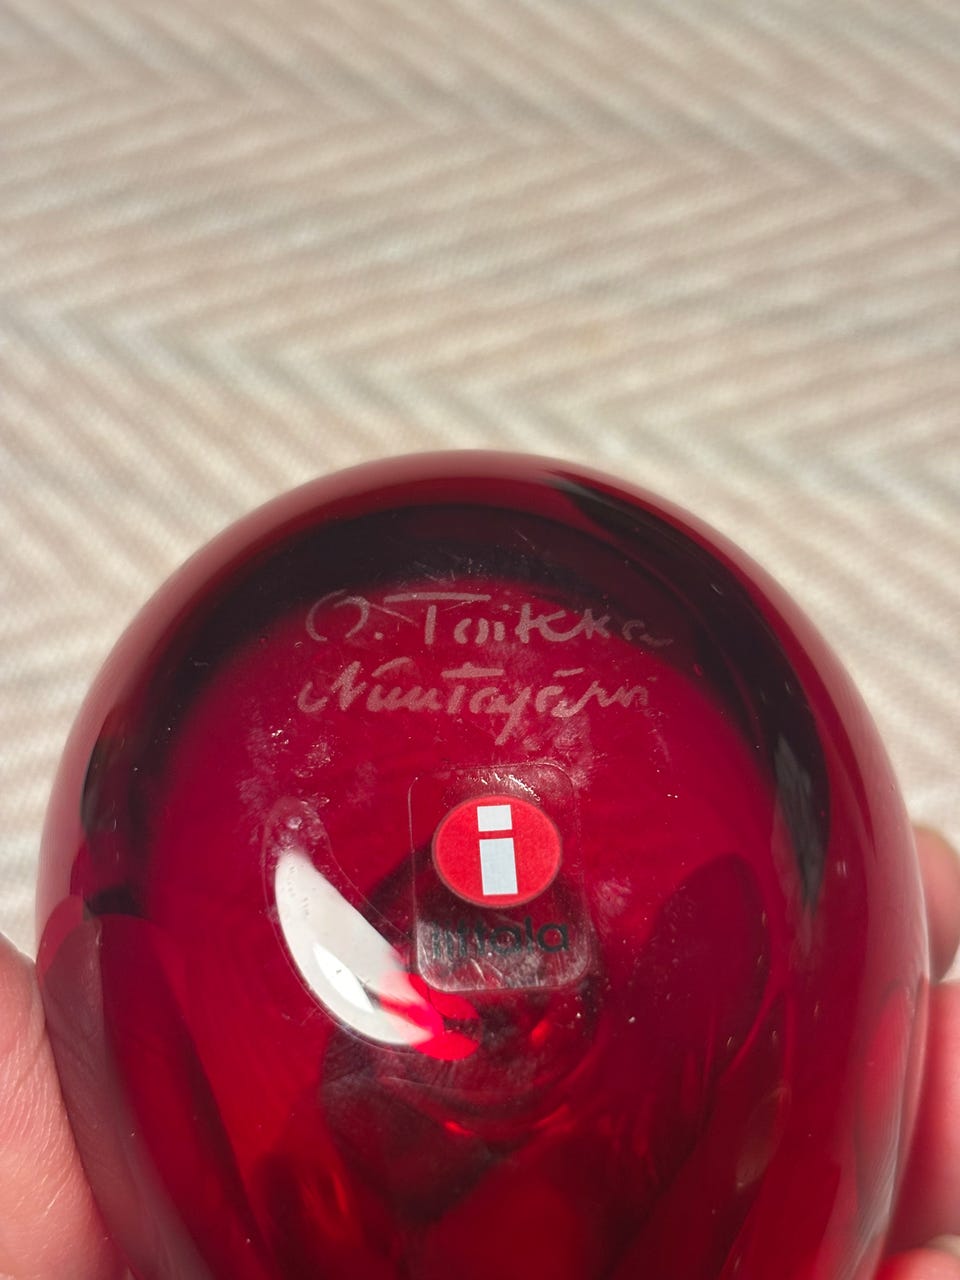 O. Toikka
Nuutajärvi
i
iittala